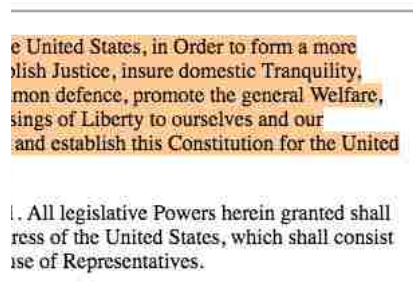 e United States, in Order to form a more
lish Justice, insure domestic Tranquility,
mon defence, promote the general Welfare,
sings of Liberty to ourselves and our
and establish this Constitution for the United
1. All legislative Powers herein granted shall
ress of the United States, which shall consist
use of Representatives.